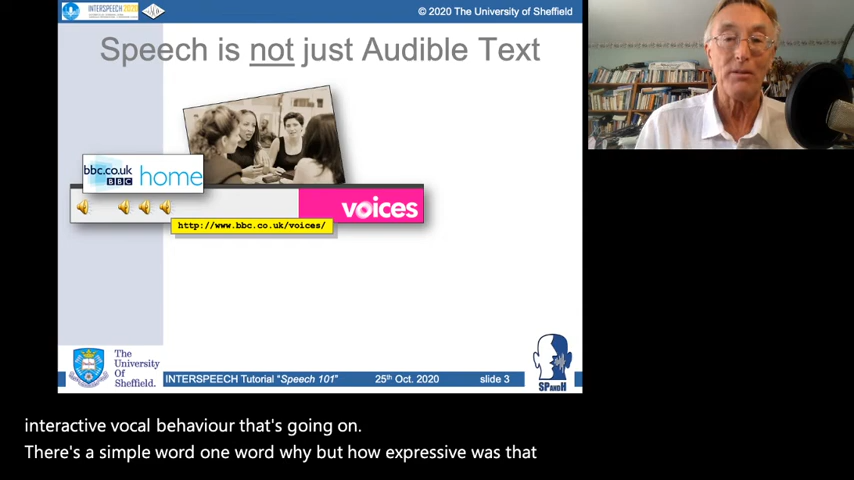 INTERSPEECH 2020
© 2020 The University of Sheffield
Speech is not just Audible Text
bbc.co.uk
BBC
home
voices
http://www.bbc.co.uk/voices/
The
University
Of
Sheffield.
INTERSPEECH Tutorial "Speech 101"
25th Oct. 2020
slide 3
SPandH
interactive vocal behaviour that's going on.
There's a simple word one word why but how expressive was that